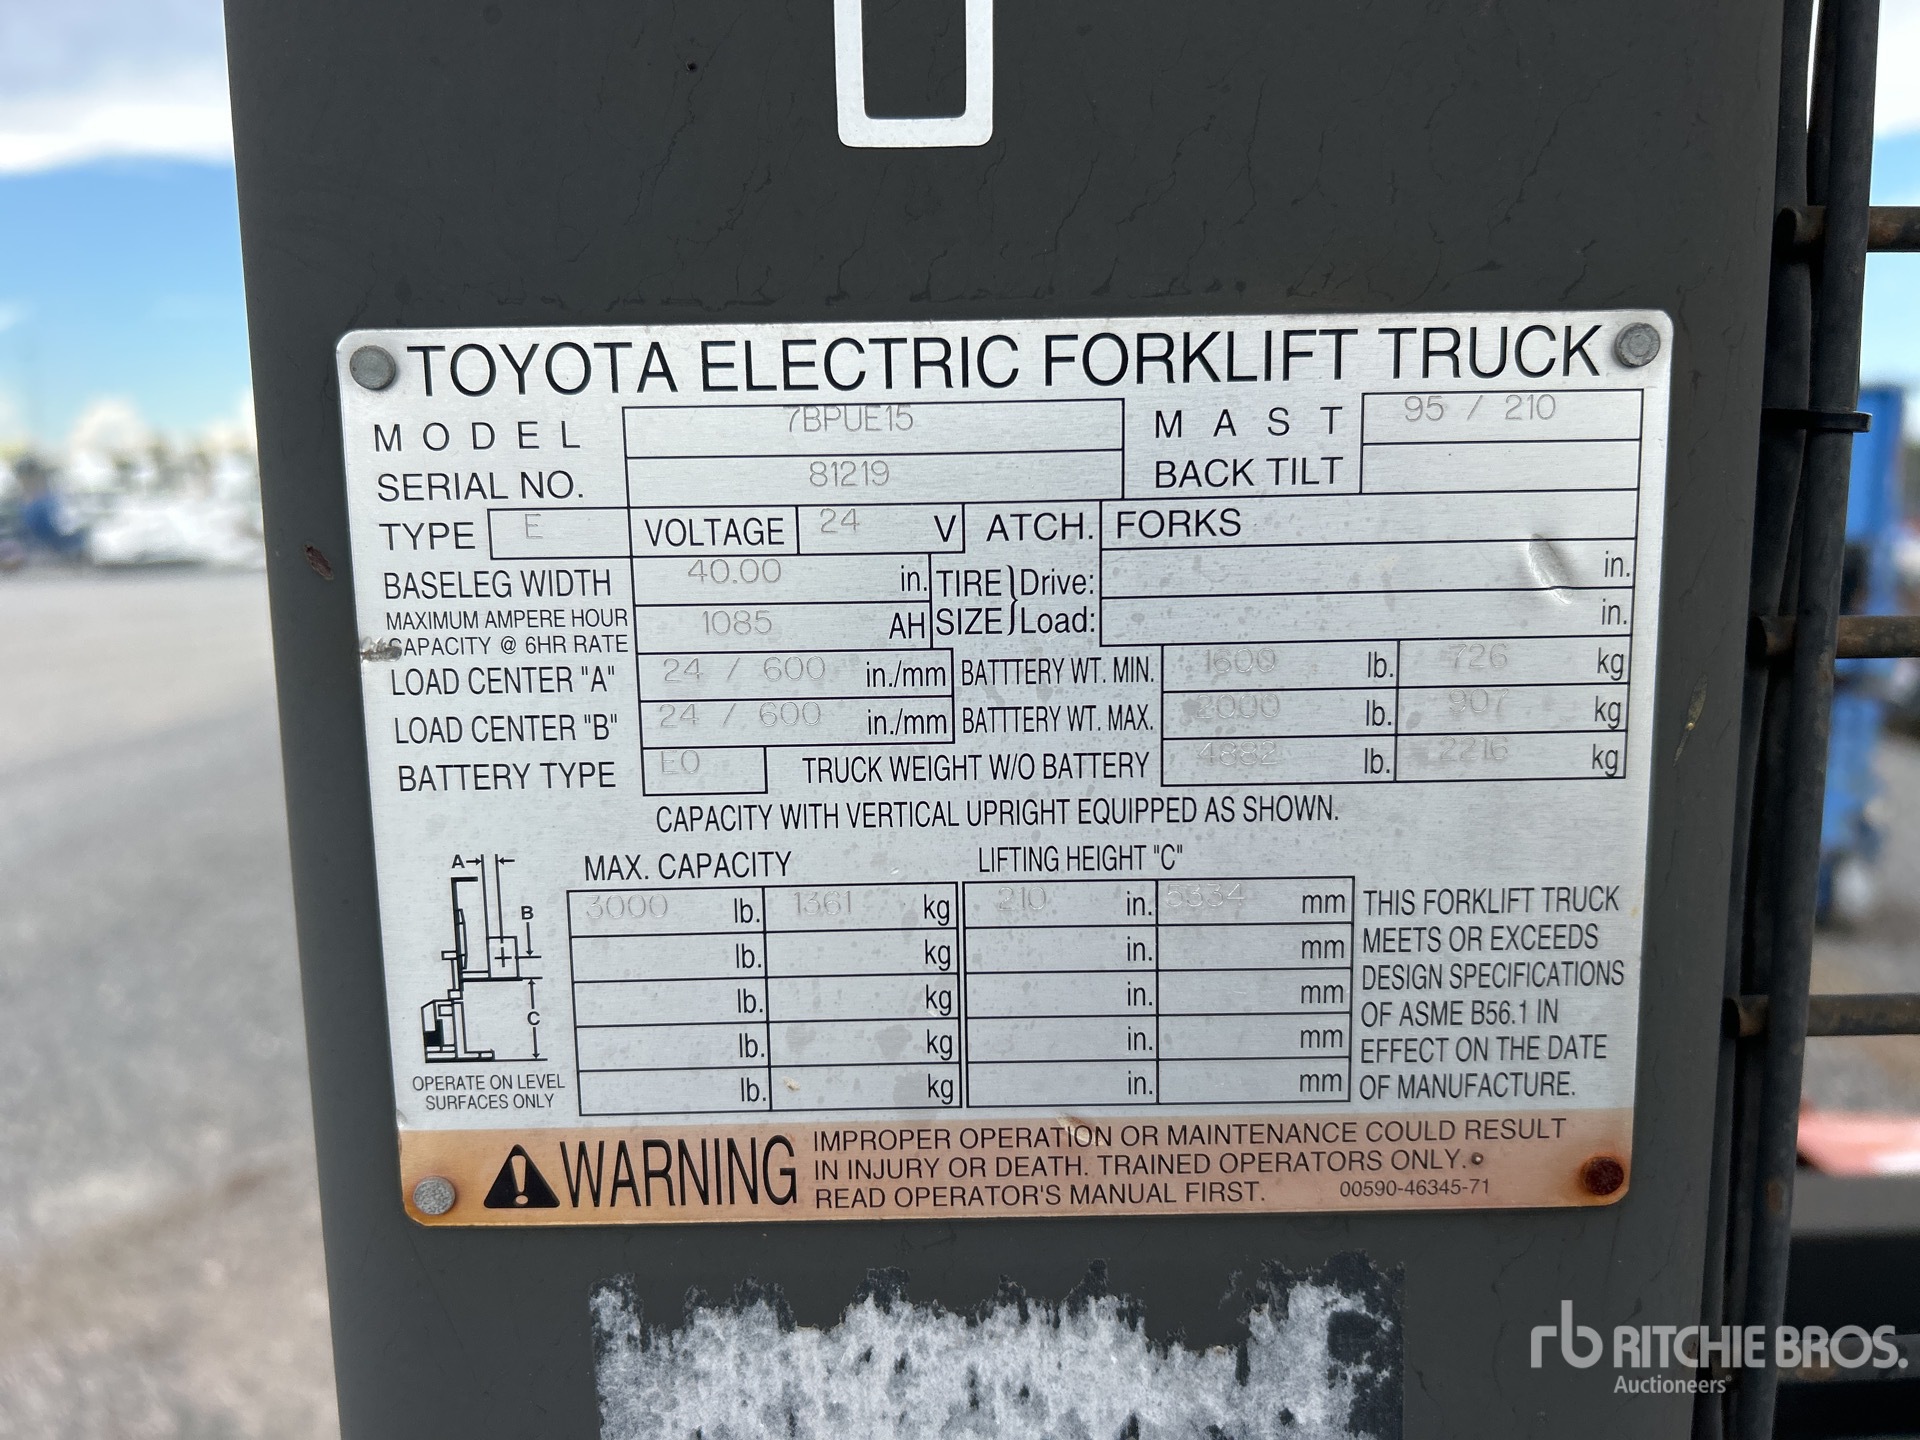 TOYOTA ELECTRIC FORKLIFT TRUCK
MODEL 7BPUE15 MAST 95 / 210
SERIAL NO. 81219 BACK TILT
TYPE E VOLTAGE 24 V ATCH. FORKS
BASELEG WIDTH 40.00 in. TIRE SIZE Drive: in.
MAXIMUM AMPERE HOUR CAPACITY @ 6HR RATE 1085 AH Load: in.
LOAD CENTER "A" 24 / 600 in./mm BATTTERY WT. MIN. 1600 lb. 726 kg
LOAD CENTER "B" 24 / 600 in./mm BATTTERY WT. MAX. 2000 lb. 907 kg
BATTERY TYPE EO TRUCK WEIGHT W/O BATTERY 4882 lb. 2216 kg
CAPACITY WITH VERTICAL UPRIGHT EQUIPPED AS SHOWN.
MAX. CAPACITY LIFTING HEIGHT "C"
3000 lb. 1361 kg 210 in. 5334 mm
lb. kg in. mm
lb. kg in. mm
lb. kg in. mm
lb. kg in. mm
A
B
C
OPERATE ON LEVEL
SURFACES ONLY
THIS FORKLIFT TRUCK
MEETS OR EXCEEDS
DESIGN SPECIFICATIONS
OF ASME B56.1 IN
EFFECT ON THE DATE
OF MANUFACTURE.
WARNING
IMPROPER OPERATION OR MAINTENANCE COULD RESULT
IN INJURY OR DEATH. TRAINED OPERATORS ONLY.
READ OPERATOR'S MANUAL FIRST. 00590-46345-71
rb RITCHIE BROS.
Auctioneers